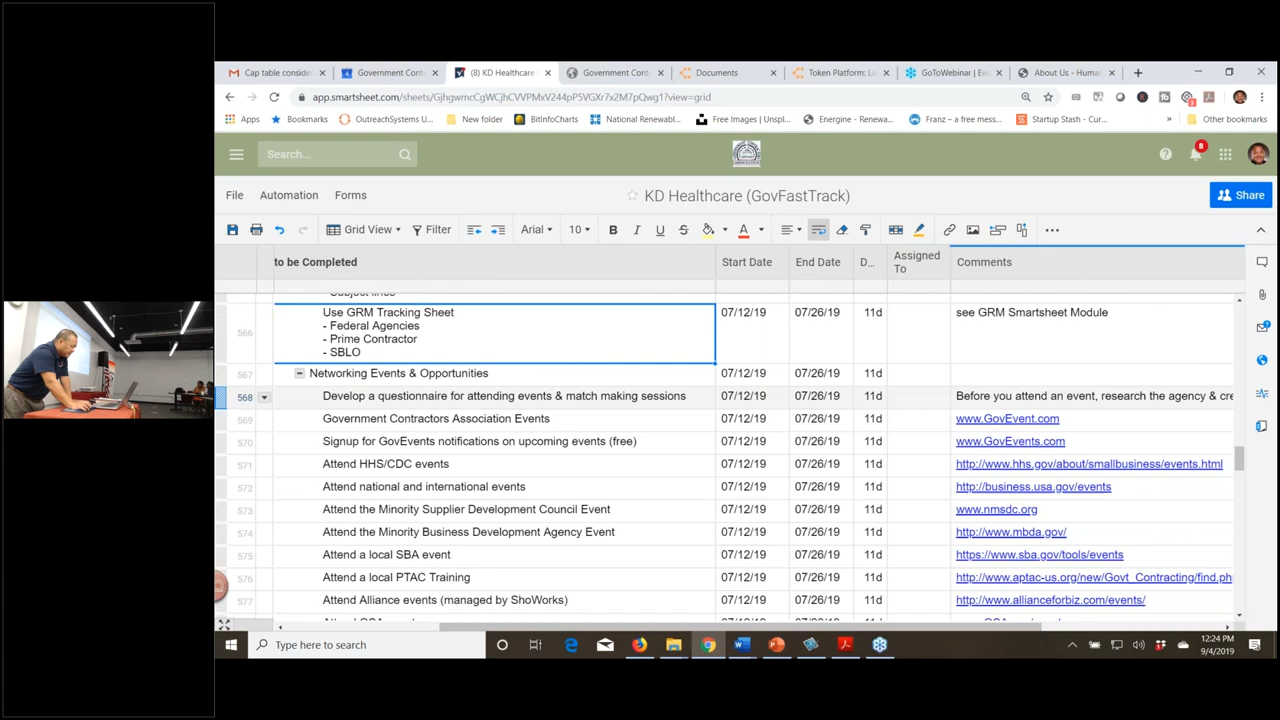 Cap table conside
Government Cont
(8) KD Healthcare
Government Cont
Documents
Token Platform: Lu
GoToWebinar | Eve
About Us - Human
app.smartsheet.com/sheets/GjhgwmcCgWCjhCVVPMxV244pP5VGXr7x2M7pQwg1?view=grid
Apps
Bookmarks
OutreachSystems U...
New folder
BitInfoCharts
National Renewabl...
Free Images | Unspl...
Energine - Renewa...
Franz – a free mess...
Startup Stash - Cur...
»
Other bookmarks
Search...
8
File
Automation
Forms
KD Healthcare (GovFastTrack)
Share
Grid View
Filter
Arial
10
B
I
U
S
A
to be Completed
Start Date
End Date
D...
Assigned
To
Comments
- Subject lines
566
Use GRM Tracking Sheet
- Federal Agencies
- Prime Contractor
- SBLO
07/12/19
07/26/19
11d
see GRM Smartsheet Module
567
Networking Events & Opportunities
07/12/19
07/26/19
11d
568
Develop a questionnaire for attending events & match making sessions
07/12/19
07/26/19
11d
Before you attend an event, research the agency & cre
569
Government Contractors Association Events
07/12/19
07/26/19
11d
www.GovEvent.com
570
Signup for GovEvents notifications on upcoming events (free)
07/12/19
07/26/19
11d
www.GovEvents.com
571
Attend HHS/CDC events
07/12/19
07/26/19
11d
http://www.hhs.gov/about/smallbusiness/events.html
572
Attend national and international events
07/12/19
07/26/19
11d
http://business.usa.gov/events
573
Attend the Minority Supplier Development Council Event
07/12/19
07/26/19
11d
www.nmsdc.org
574
Attend the Minority Business Development Agency Event
07/12/19
07/26/19
11d
http://www.mbda.gov/
575
Attend a local SBA event
07/12/19
07/26/19
11d
https://www.sba.gov/tools/events
576
Attend a local PTAC Training
07/12/19
07/26/19
11d
http://www.aptac-us.org/new/Govt_Contracting/find.ph
577
Attend Alliance events (managed by ShoWorks)
07/12/19
07/26/19
11d
http://www.allianceforbiz.com/events/
Type here to search
12:24 PM
9/4/2019